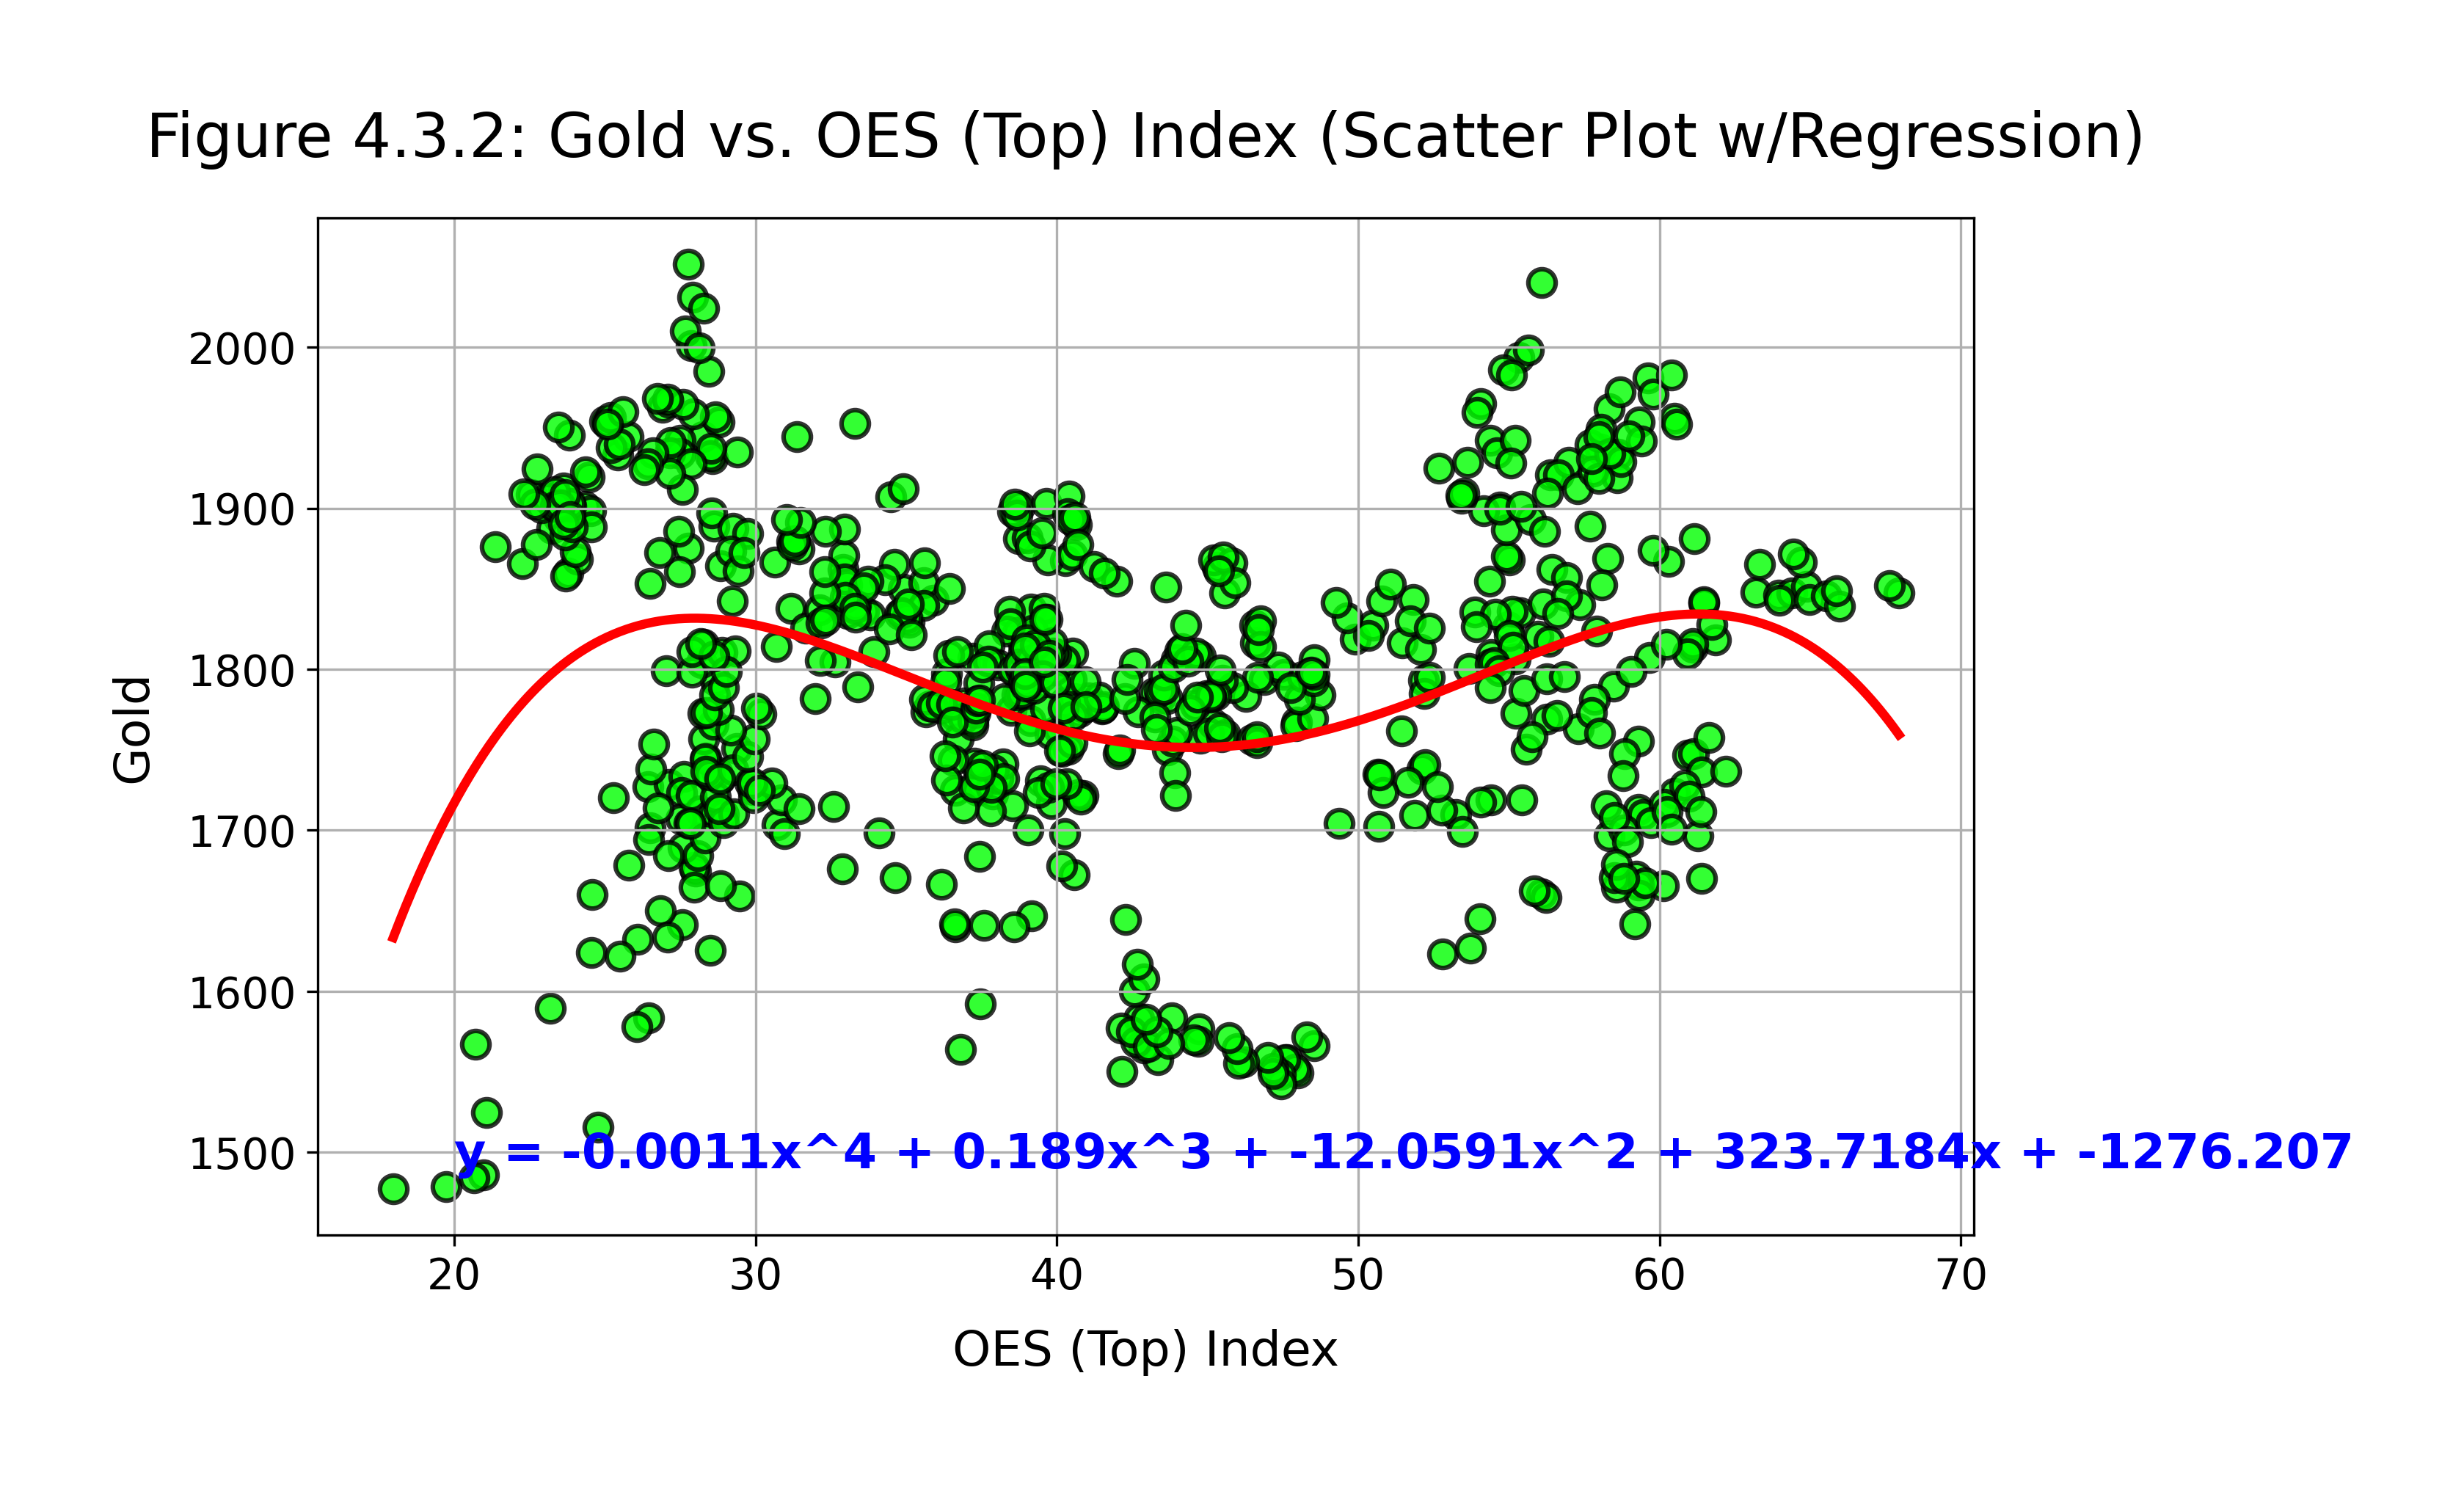 Figure 4.3.2: Gold vs. OES (Top) Index (Scatter Plot w/Regression)
2000
1900
1800
1700
1600
1500
Gold
y = -0.0011x^4 + 0.189x^3 + -12.0591x^2 + 323.7184x + -1276.207
20 30 40 50 60 70
OES (Top) Index